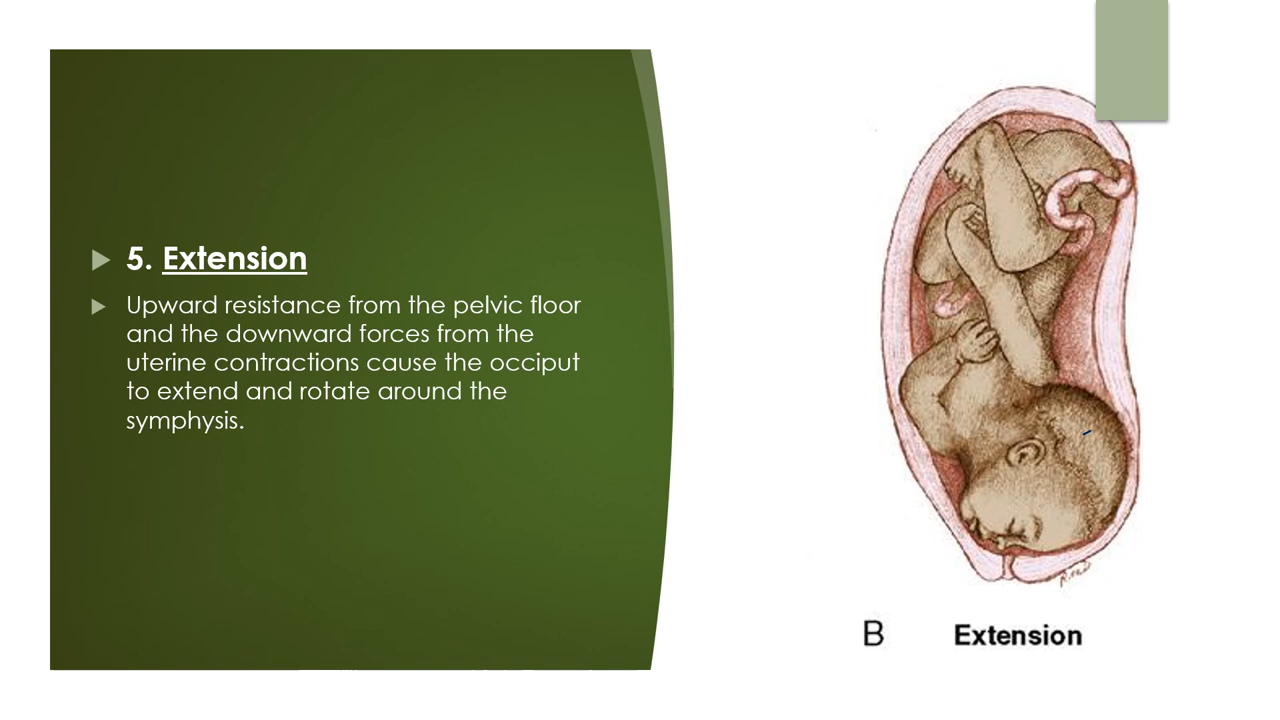 5. Extension
Upward resistance from the pelvic floor
and the downward forces from the
uterine contractions cause the occiput
to extend and rotate around the
symphysis.
B Extension